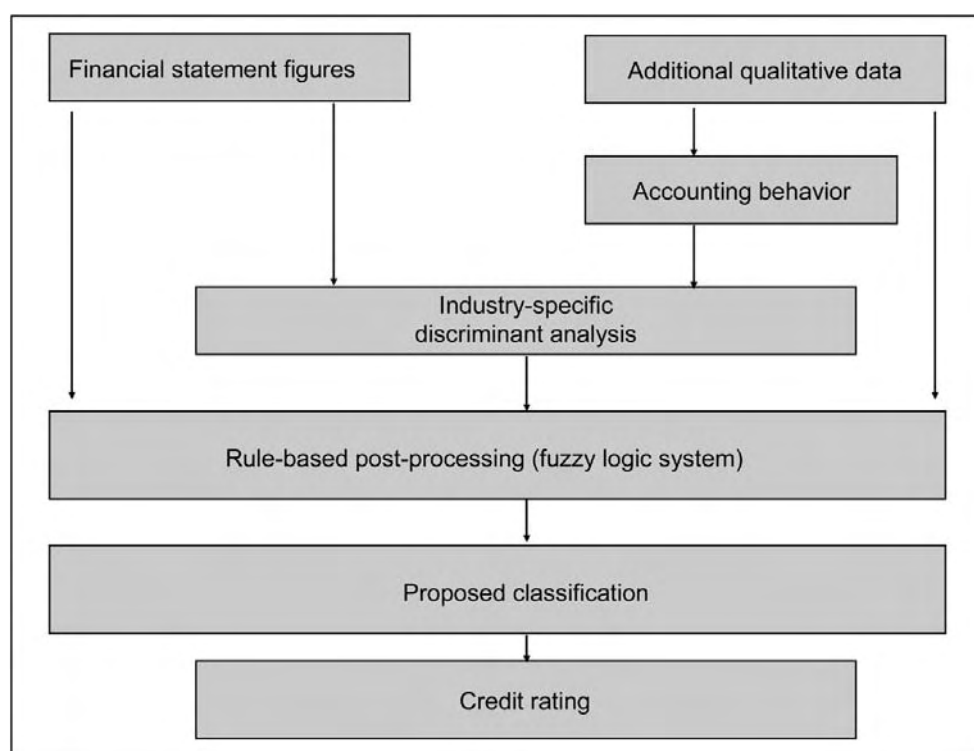 Financial statement figures
Additional qualitative data
Accounting behavior
Industry-specific
discriminant analysis
Rule-based post-processing (fuzzy logic system)
Proposed classification
Credit rating